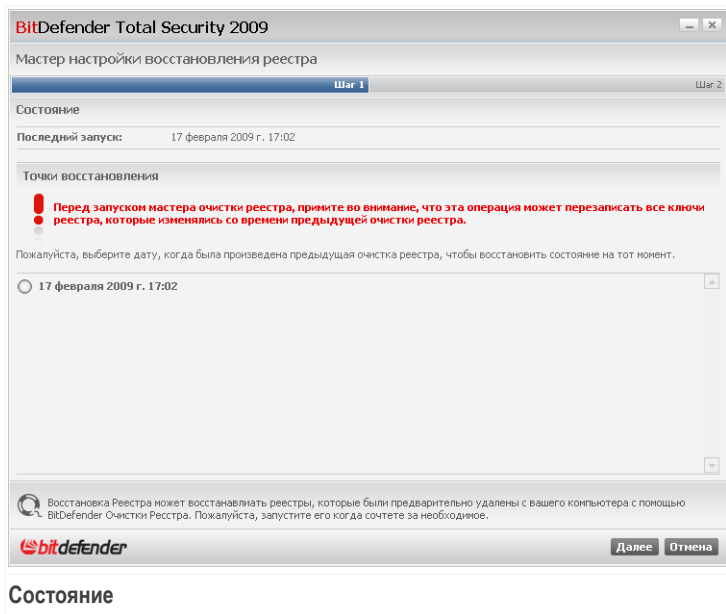 BitDefender Total Security 2009
Мастер настройки восстановления реестра
Шаг 1
Шаг 2
Состояние
Последний запуск: 17 февраля 2009 г. 17:02
Точки восстановления
Перед запуском мастера очистки реестра, примите во внимание, что эта операция может перезаписать все ключи
реестра, которые изменялись со времени предыдущей очистки реестра.
Пожалуйста, выберите дату, когда была произведена предыдущая очистка реестра, чтобы восстановить состояние на тот момент.
17 февраля 2009 г. 17:02
Восстановка Реестра может восстанавлиать реестры, которые были предварительно удалены с вашего компьютера с помощью
BitDefender Очистки Реестра. Пожалуйста, запустите его когда сочтете за необходимое.
bitdefender
Далее
Отмена
Состояние